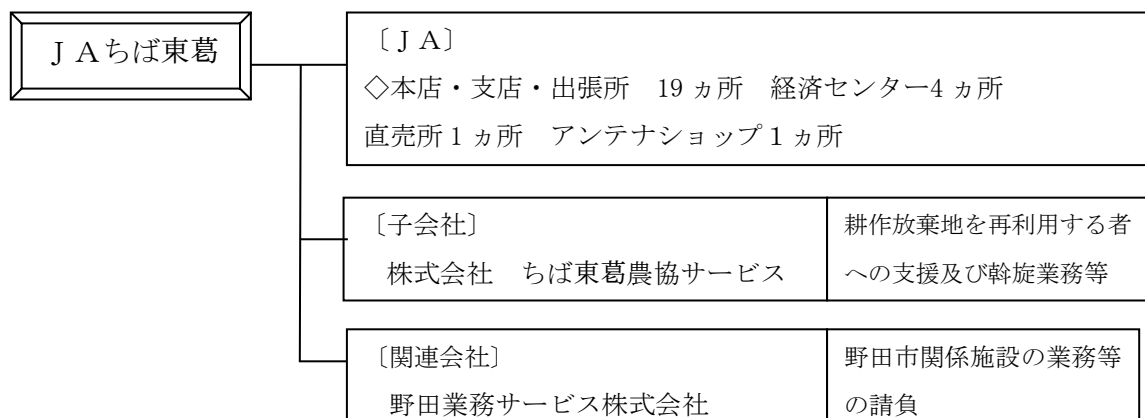 ＪＡちば東葛
〔ＪＡ〕
◇本店・支店・出張所　19ヵ所　経済センター4ヵ所
直売所１ヵ所　アンテナショップ１ヵ所
〔子会社〕
株式会社　ちば東葛農協サービス
耕作放棄地を再利用する者
への支援及び斡旋業務等
〔関連会社〕
野田業務サービス株式会社
野田市関係施設の業務等
の請負